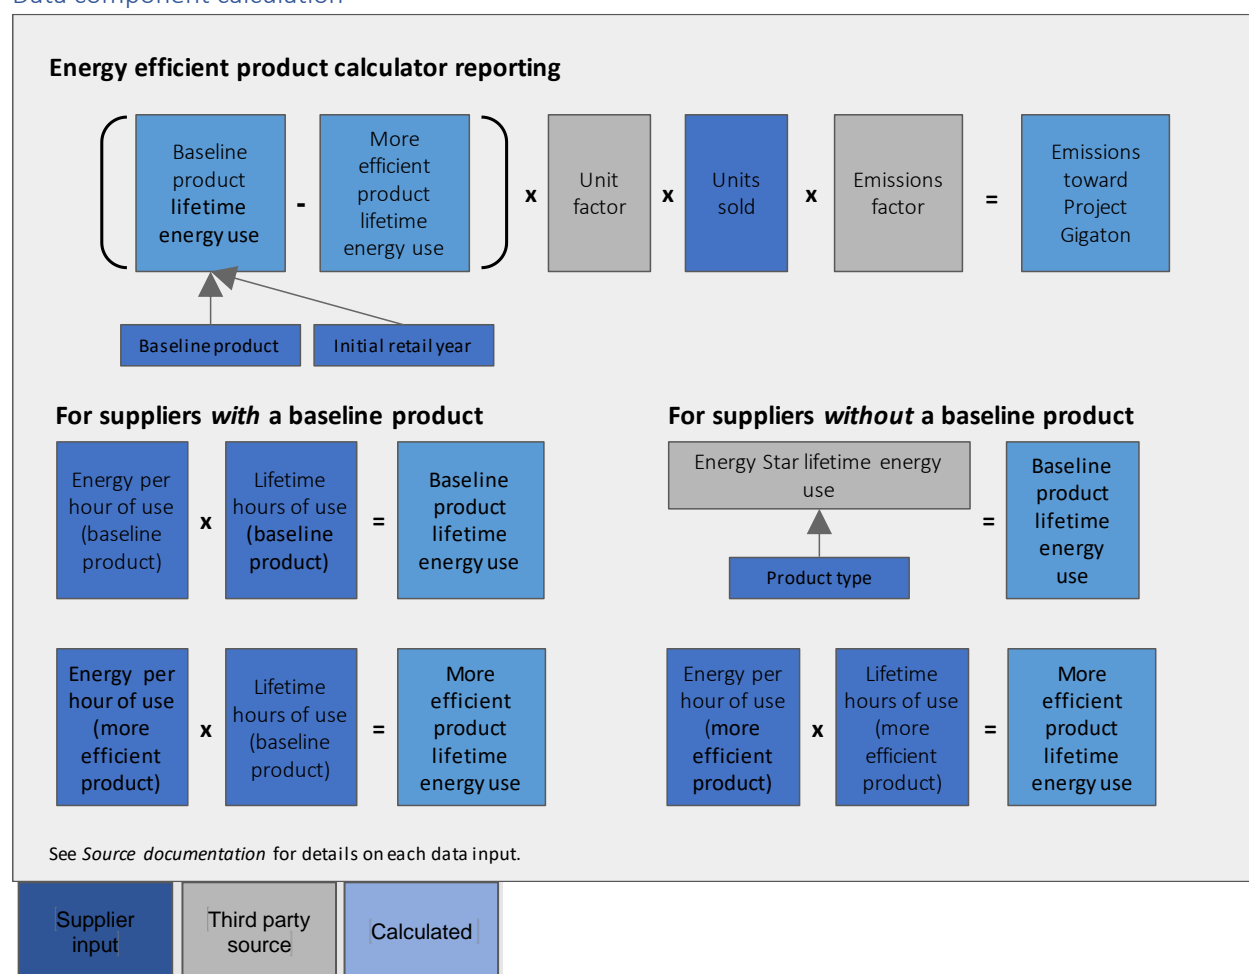 Data component calculation
Energy efficient product calculator reporting
Baseline
product
lifetime
energy use
-
More
efficient
product
lifetime
energy use
x
Unit
factor
x
Units
sold
x
Emissions
factor
=
Emissions
toward
Project
Gigaton
Baseline product
Initial retail year
For suppliers with a baseline product
Energy per
hour of use
(baseline
product)
x
Lifetime
hours of use
(baseline
product)
=
Baseline
product
lifetime
energy use
Energy per
hour of use
(more
efficient
product)
x
Lifetime
hours of use
(baseline
product)
=
More
efficient
product
lifetime
energy use
For suppliers without a baseline product
Energy Star lifetime energy
use
Product type
=
Baseline
product
lifetime
energy
use
Energy per
hour of use
(more
efficient
product)
x
Lifetime
hours of use
(more
efficient
product)
=
More
efficient
product
lifetime
energy use
See Source documentation for details on each data input.
Supplier
input
Third party
source
Calculated